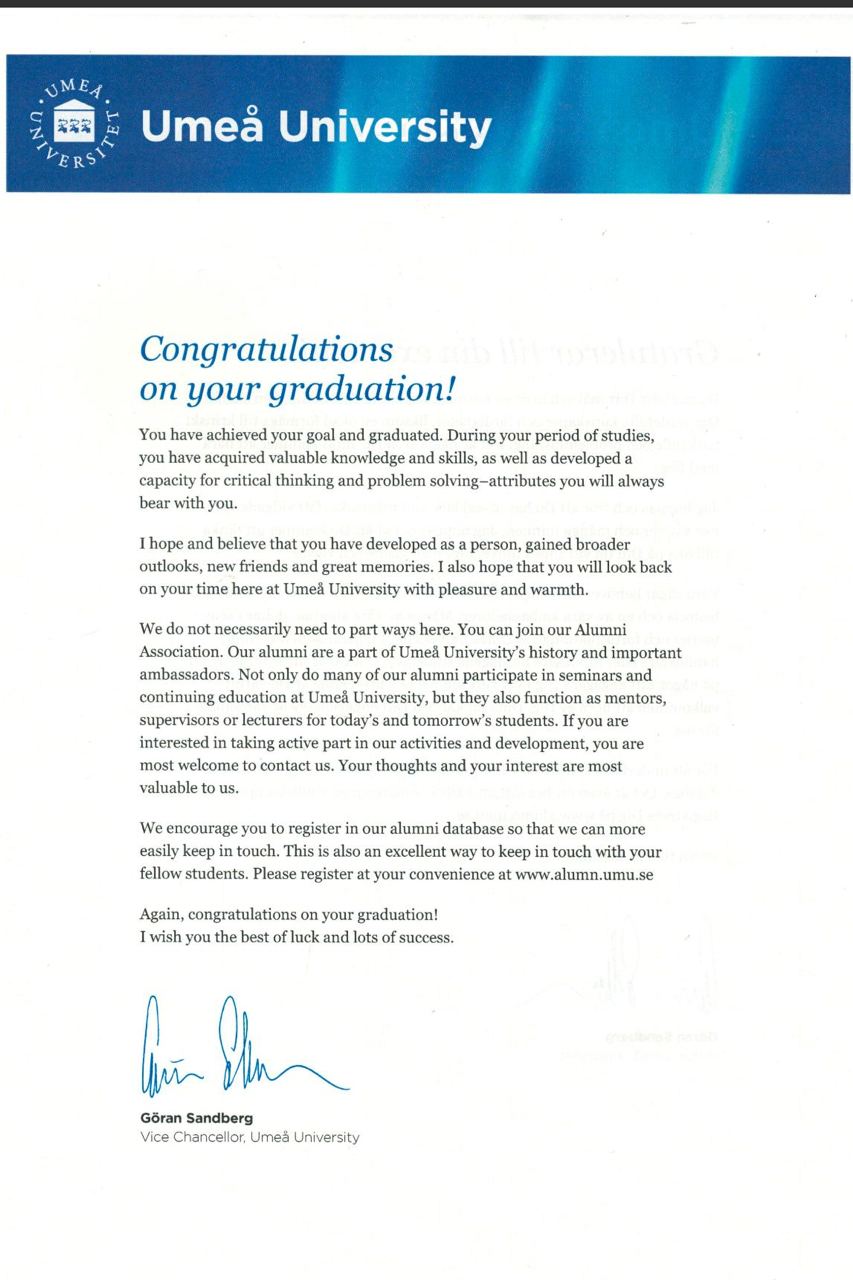 UMEÅ UNIVERSITET
Umeå University
Congratulations
on your graduation!
You have achieved your goal and graduated. During your period of studies,
you have acquired valuable knowledge and skills, as well as developed a
capacity for critical thinking and problem solving–attributes you will always
bear with you.
I hope and believe that you have developed as a person, gained broader
outlooks, new friends and great memories. I also hope that you will look back
on your time here at Umeå University with pleasure and warmth.
We do not necessarily need to part ways here. You can join our Alumni
Association. Our alumni are a part of Umeå University's history and important
ambassadors. Not only do many of our alumni participate in seminars and
continuing education at Umeå University, but they also function as mentors,
supervisors or lecturers for today's and tomorrow's students. If you are
interested in taking active part in our activities and development, you are
most welcome to contact us. Your thoughts and your interest are most
valuable to us.
We encourage you to register in our alumni database so that we can more
easily keep in touch. This is also an excellent way to keep in touch with your
fellow students. Please register at your convenience at www.alumn.umu.se
Again, congratulations on your graduation!
I wish you the best of luck and lots of success.
Göran Sandberg
Vice Chancellor, Umeå University